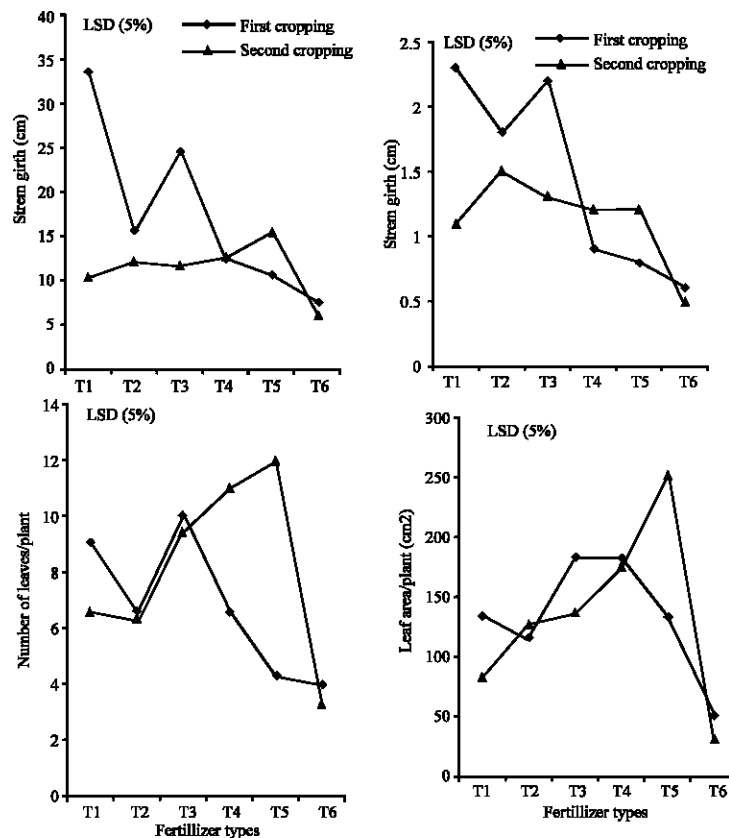 LSD (5%)
First cropping
Second cropping
Strem girth (cm)
40
35
30
25
20
15
10
5
0
T1 T2 T3 T4 T5 T6
LSD (5%)
First cropping
Second cropping
Strem girth (cm)
2.5
2
1.5
1
0.5
0
T1 T2 T3 T4 T5 T6
LSD (5%)
Number of leaves/plant
14
12
10
8
6
4
2
0
T1 T2 T3 T4 T5 T6
Fertillizer types
LSD (5%)
Leaf area/plant (cm2)
300
250
200
150
100
50
0
T1 T2 T3 T4 T5 T6
Fertillizer types